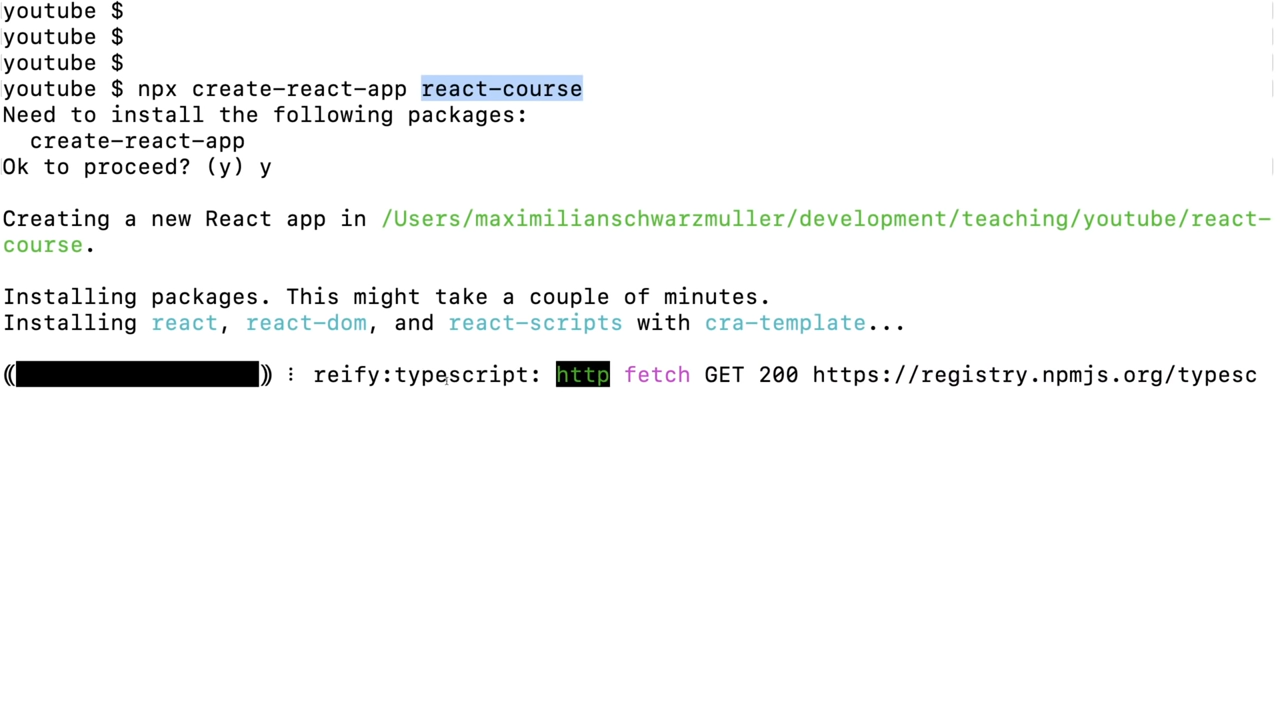 youtube $
youtube $
youtube $
youtube $ npx create-react-app react-course
Need to install the following packages:
  create-react-app
Ok to proceed? (y) y
Creating a new React app in /Users/maximilianschwarzmuller/development/teaching/youtube/react-
course.
Installing packages. This might take a couple of minutes.
Installing react, react-dom, and react-scripts with cra-template...
(( )) ⠸ reify:typescript: http fetch GET 200 https://registry.npmjs.org/typesc